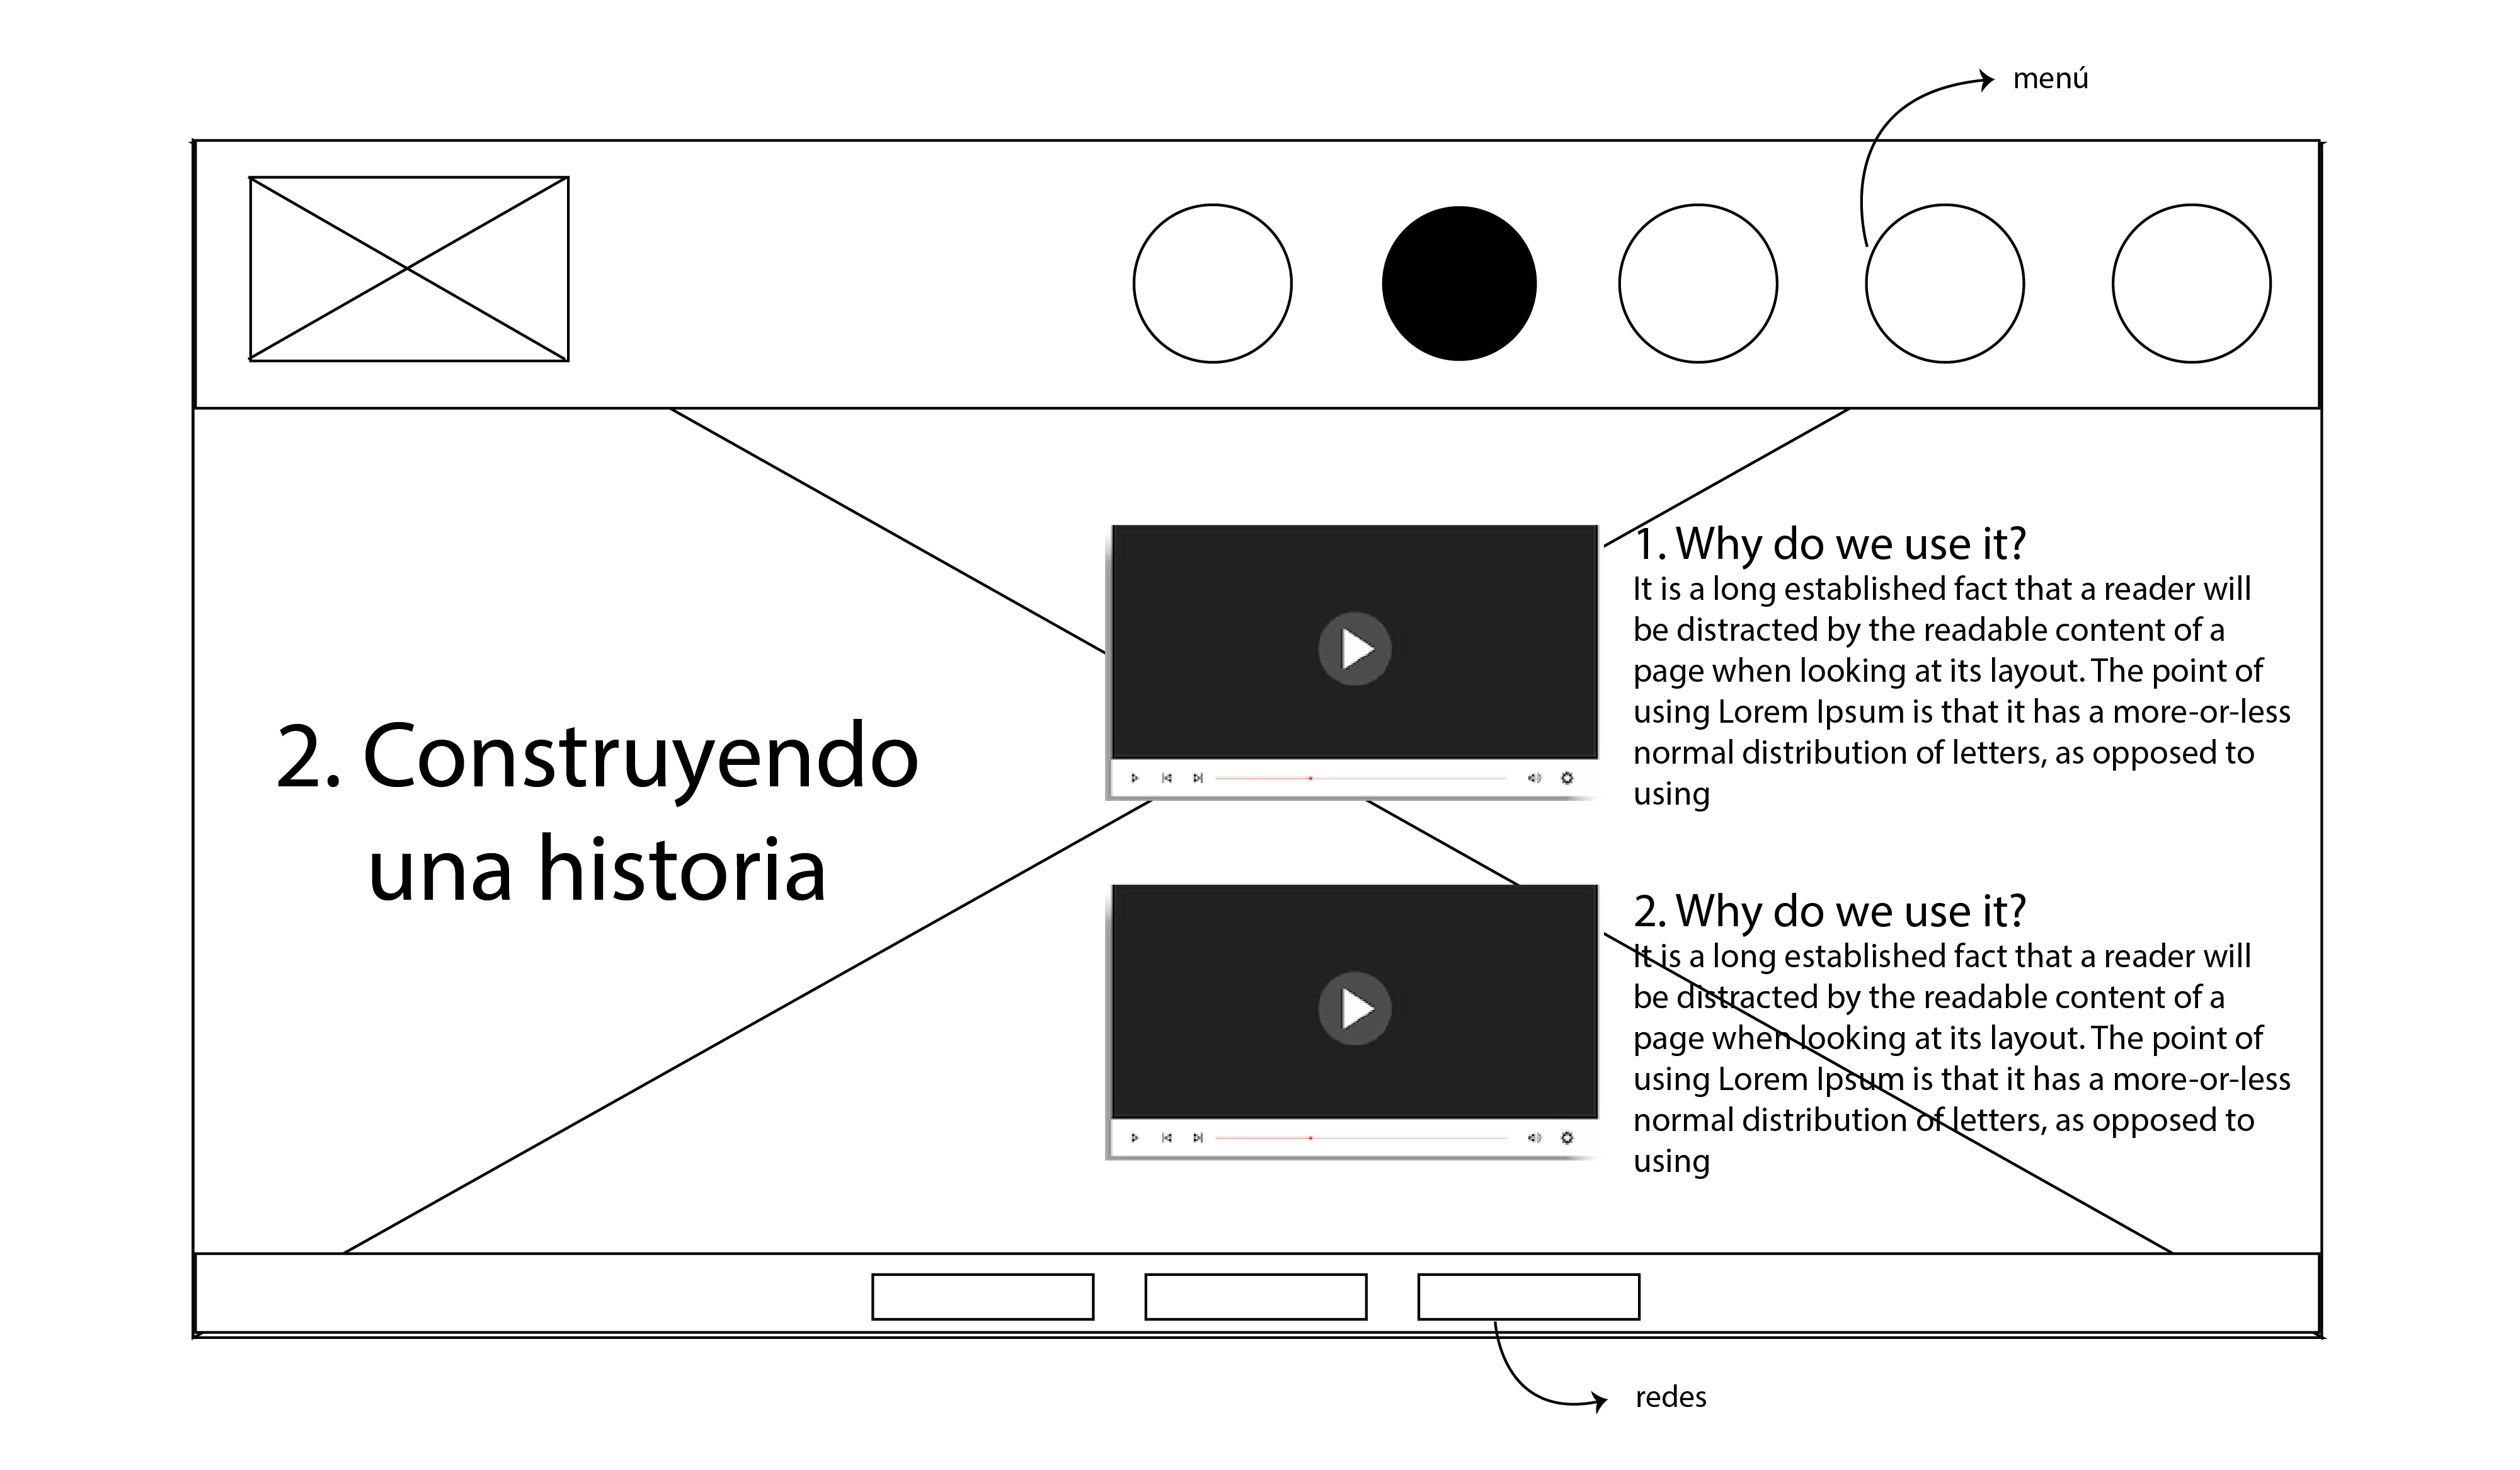 menú
2. Construyendo
una historia
1. Why do we use it?
It is a long established fact that a reader will
be distracted by the readable content of a
page when looking at its layout. The point of
using Lorem Ipsum is that it has a more-or-less
normal distribution of letters, as opposed to
using
2. Why do we use it?
It is a long established fact that a reader will
be distracted by the readable content of a
page when looking at its layout. The point of
using Lorem Ipsum is that it has a more-or-less
normal distribution of letters, as opposed to
using
redes